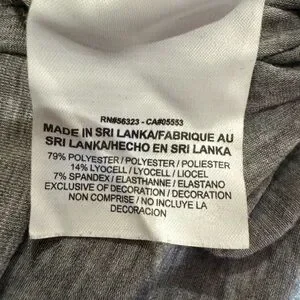 RN#56323 - CA#05553
MADE IN SRI LANKA/FABRIQUE AU
SRI LANKA/HECHO EN SRI LANKA
79% POLYESTER / POLYESTER / POLIESTER
14% LYOCELL / LYOCELL / LIOCEL
7% SPANDEX / ELASTHANNE / ELASTANO
EXCLUSIVE OF DECORATION / DECORATION
NON COMPRISE / NO INCLUYE LA
DECORACION